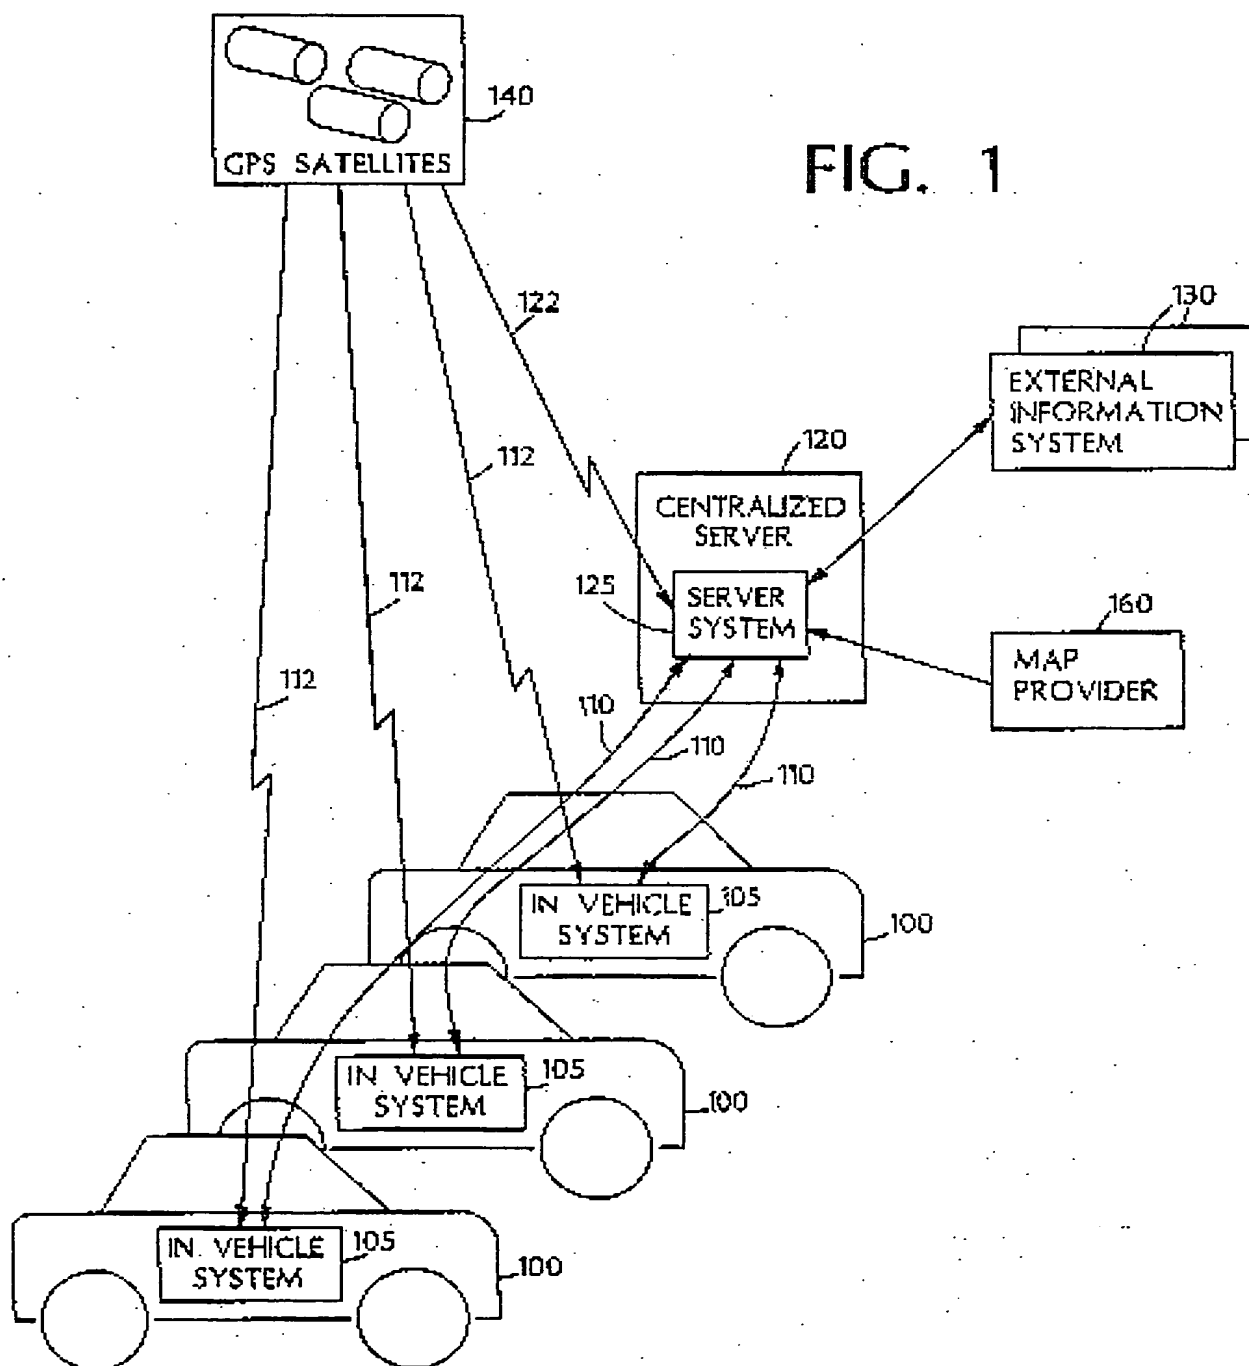 140
GPS SATELLITES
FIG. 1
122
130
EXTERNAL
INFORMATION
SYSTEM
112
120
CENTRALIZED
SERVER
125
SERVER
SYSTEM
112
160
MAP
PROVIDER
112
110
110
110
IN VEHICLE
SYSTEM
105
100
IN VEHICLE
SYSTEM
105
100
IN VEHICLE
SYSTEM
105
100